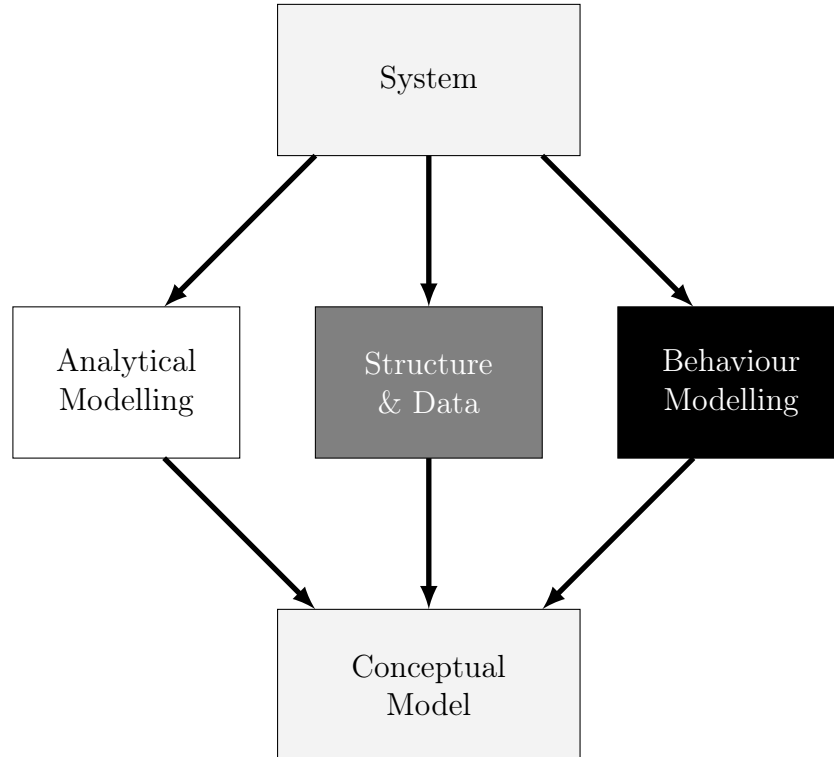 System
Analytical
Modelling
Structure
& Data
Behaviour
Modelling
Conceptual
Model